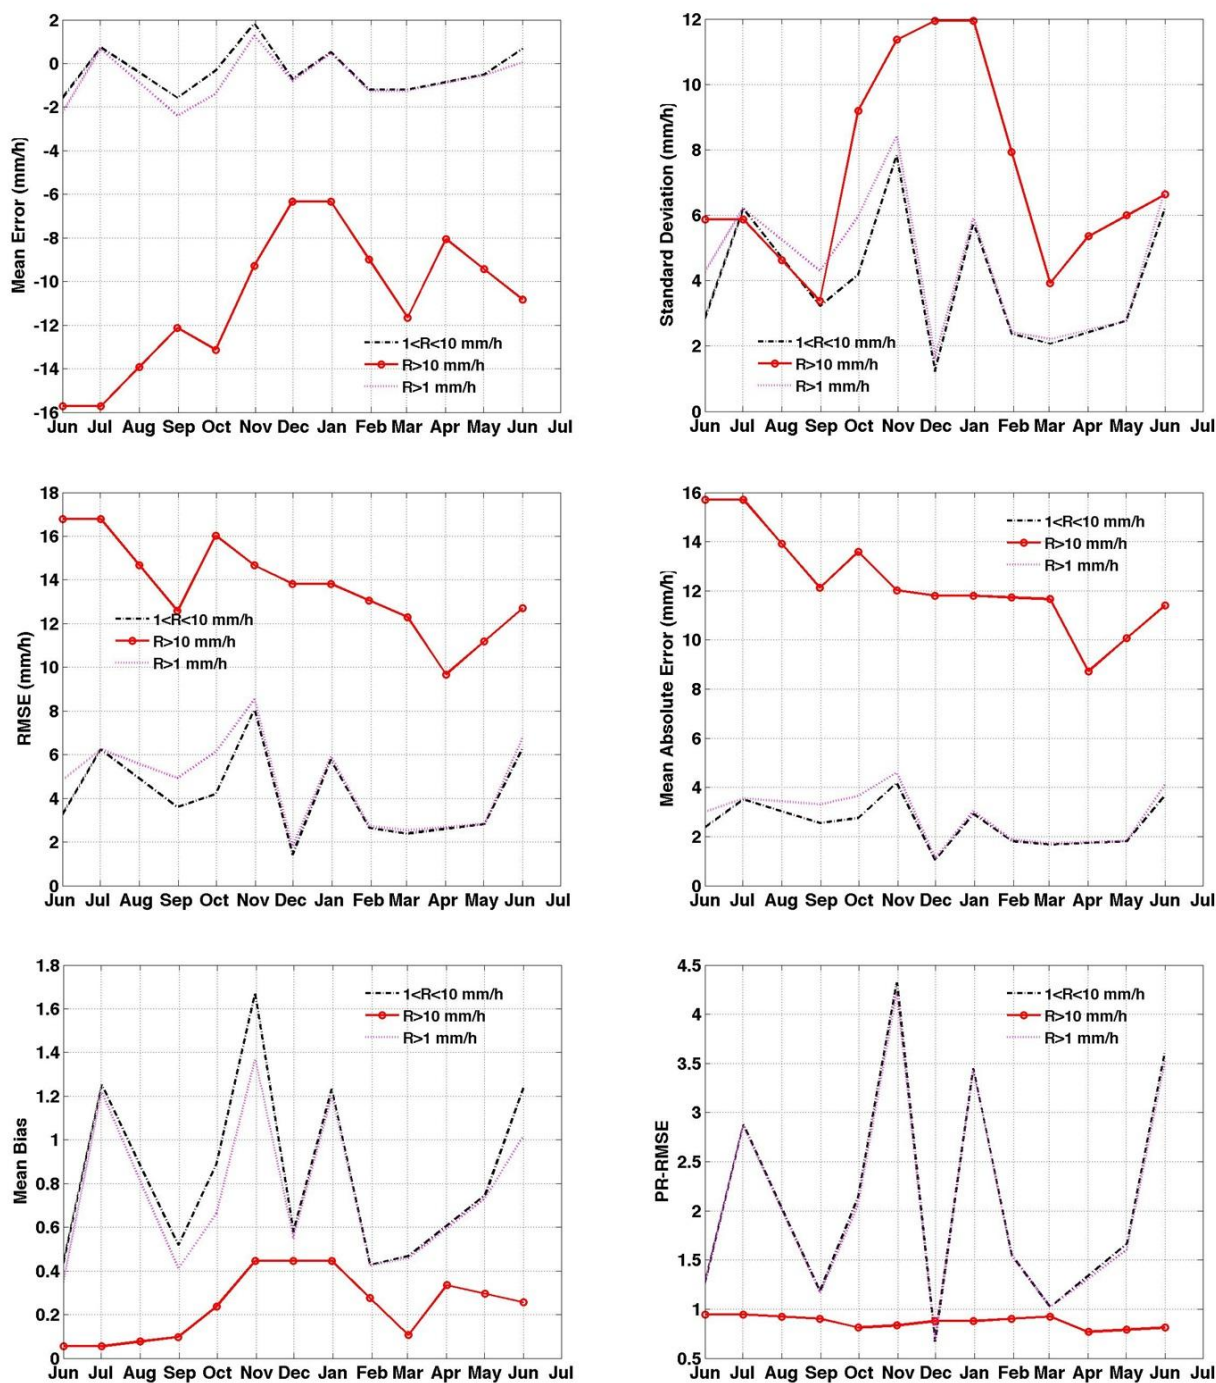 2
0
-2
-4
-6
-8
-10
-12
-14
-16
Mean Error (mm/h)
1<R<10 mm/h
R>10 mm/h
R>1 mm/h
Jun Jul Aug Sep Oct Nov Dec Jan Feb Mar Apr May Jun Jul
12
10
8
6
4
2
0
Standard Deviation (mm/h)
1<R<10 mm/h
R>10 mm/h
R>1 mm/h
Jun Jul Aug Sep Oct Nov Dec Jan Feb Mar Apr May Jun Jul
18
16
14
12
10
8
6
4
2
0
RMSE (mm/h)
1<R<10 mm/h
R>10 mm/h
R>1 mm/h
Jun Jul Aug Sep Oct Nov Dec Jan Feb Mar Apr May Jun Jul
16
14
12
10
8
6
4
2
0
Mean Absolute Error (mm/h)
1<R<10 mm/h
R>10 mm/h
R>1 mm/h
Jun Jul Aug Sep Oct Nov Dec Jan Feb Mar Apr May Jun Jul
1.8
1.6
1.4
1.2
1
0.8
0.6
0.4
0.2
0
Mean Bias
1<R<10 mm/h
R>10 mm/h
R>1 mm/h
Jun Jul Aug Sep Oct Nov Dec Jan Feb Mar Apr May Jun Jul
4.5
4
3.5
3
2.5
2
1.5
1
0.5
PR-RMSE
1<R<10 mm/h
R>10 mm/h
R>1 mm/h
Jun Jul Aug Sep Oct Nov Dec Jan Feb Mar Apr May Jun Jul